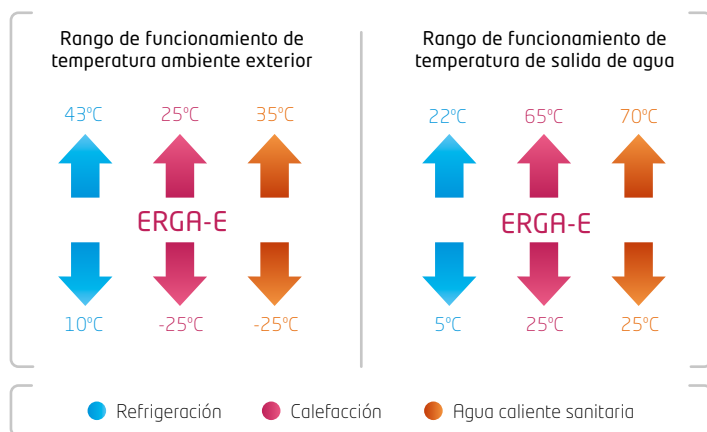 Rango de funcionamiento de
temperatura ambiente exterior
43ºC 25ºC 35ºC
ERGA-E
10ºC -25ºC -25ºC
Rango de funcionamiento de
temperatura de salida de agua
22ºC 65ºC 70ºC
ERGA-E
5ºC 25ºC 25ºC
Refrigeración Calefacción Agua caliente sanitaria